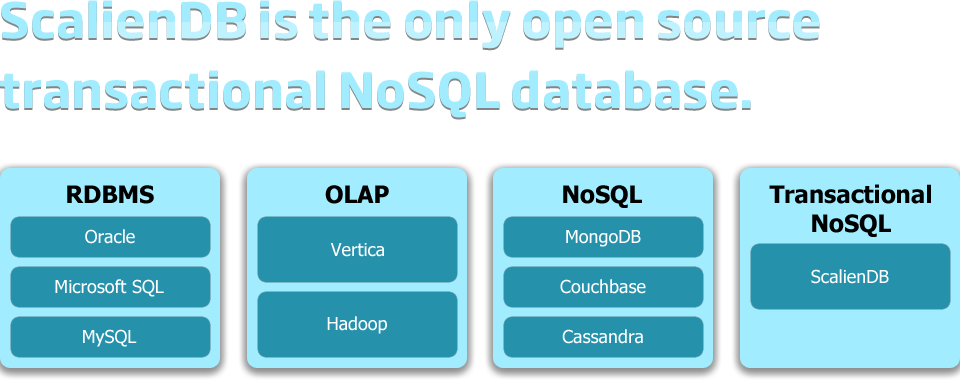 ScalienDB is the only open source
transactional NoSQL database.
RDBMS
Oracle
Microsoft SQL
MySQL
OLAP
Vertica
Hadoop
NoSQL
MongoDB
Couchbase
Cassandra
Transactional
NoSQL
ScalienDB